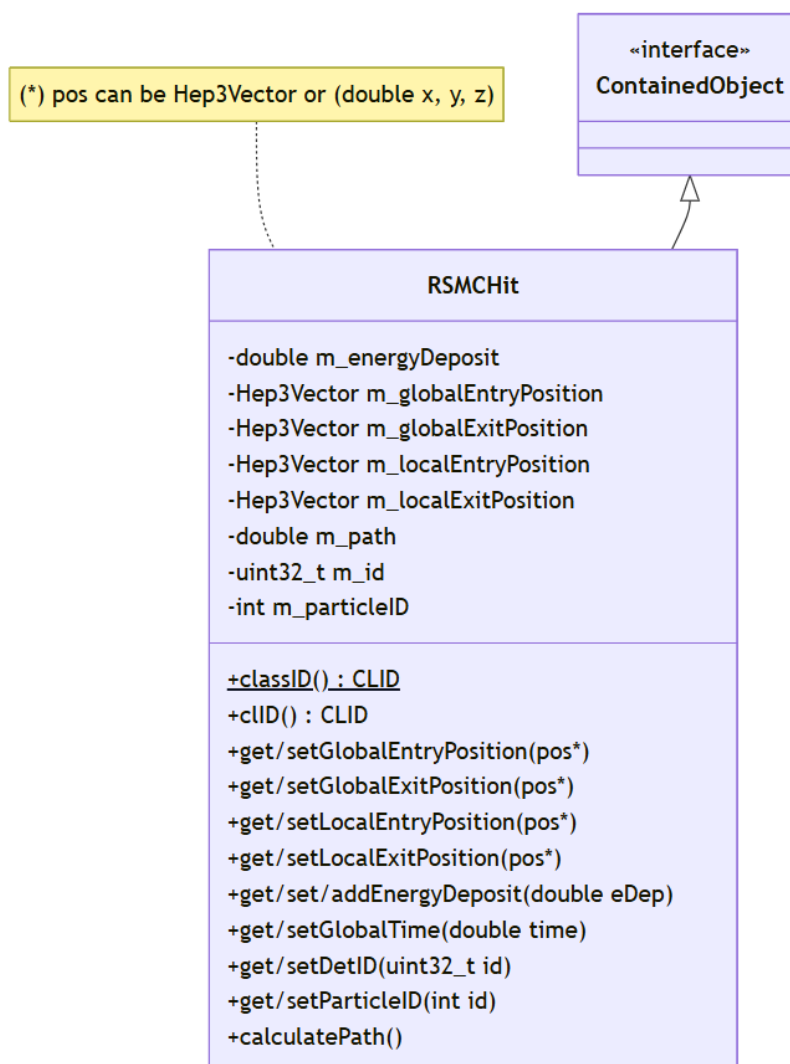 (*) pos can be Hep3Vector or (double x, y, z)
«interface»
ContainedObject
RSMCHit
-double m_energyDeposit
-Hep3Vector m_globalEntryPosition
-Hep3Vector m_globalExitPosition
-Hep3Vector m_localEntryPosition
-Hep3Vector m_localExitPosition
-double m_path
-uint32_t m_id
-int m_particleID
+classID() : CLID
+clID() : CLID
+get/setGlobalEntryPosition(pos*)
+get/setGlobalExitPosition(pos*)
+get/setLocalEntryPosition(pos*)
+get/setLocalExitPosition(pos*)
+get/set/addEnergyDeposit(double eDep)
+get/setGlobalTime(double time)
+get/setDetID(uint32_t id)
+get/setParticleID(int id)
+calculatePath()